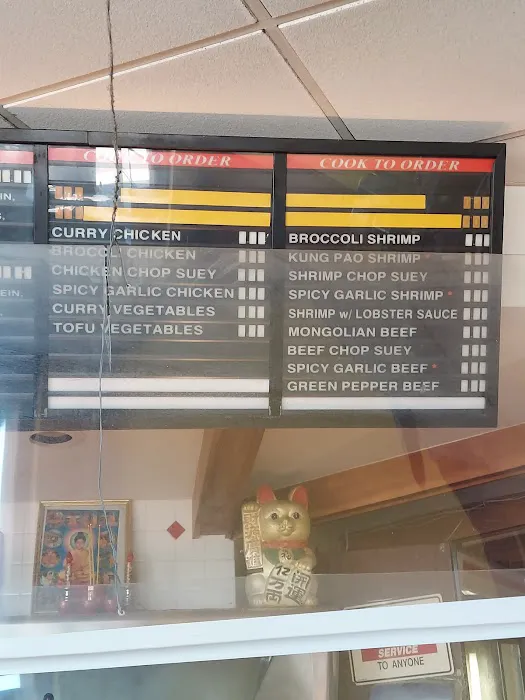 COOK TO ORDER
CURRY CHICKEN
BROCCOLI CHICKEN
CHICKEN CHOP SUEY
SPICY GARLIC CHICKEN
CURRY VEGETABLES
TOFU VEGETABLES
COOK TO ORDER
BROCCOLI SHRIMP
KUNG PAO SHRIMP *
SHRIMP CHOP SUEY
SPICY GARLIC SHRIMP *
SHRIMP W/ LOBSTER SAUCE
MONGOLIAN BEEF
BEEF CHOP SUEY
SPICY GARLIC BEEF *
GREEN PEPPER BEEF
開運
SERVICE
TO ANYONE